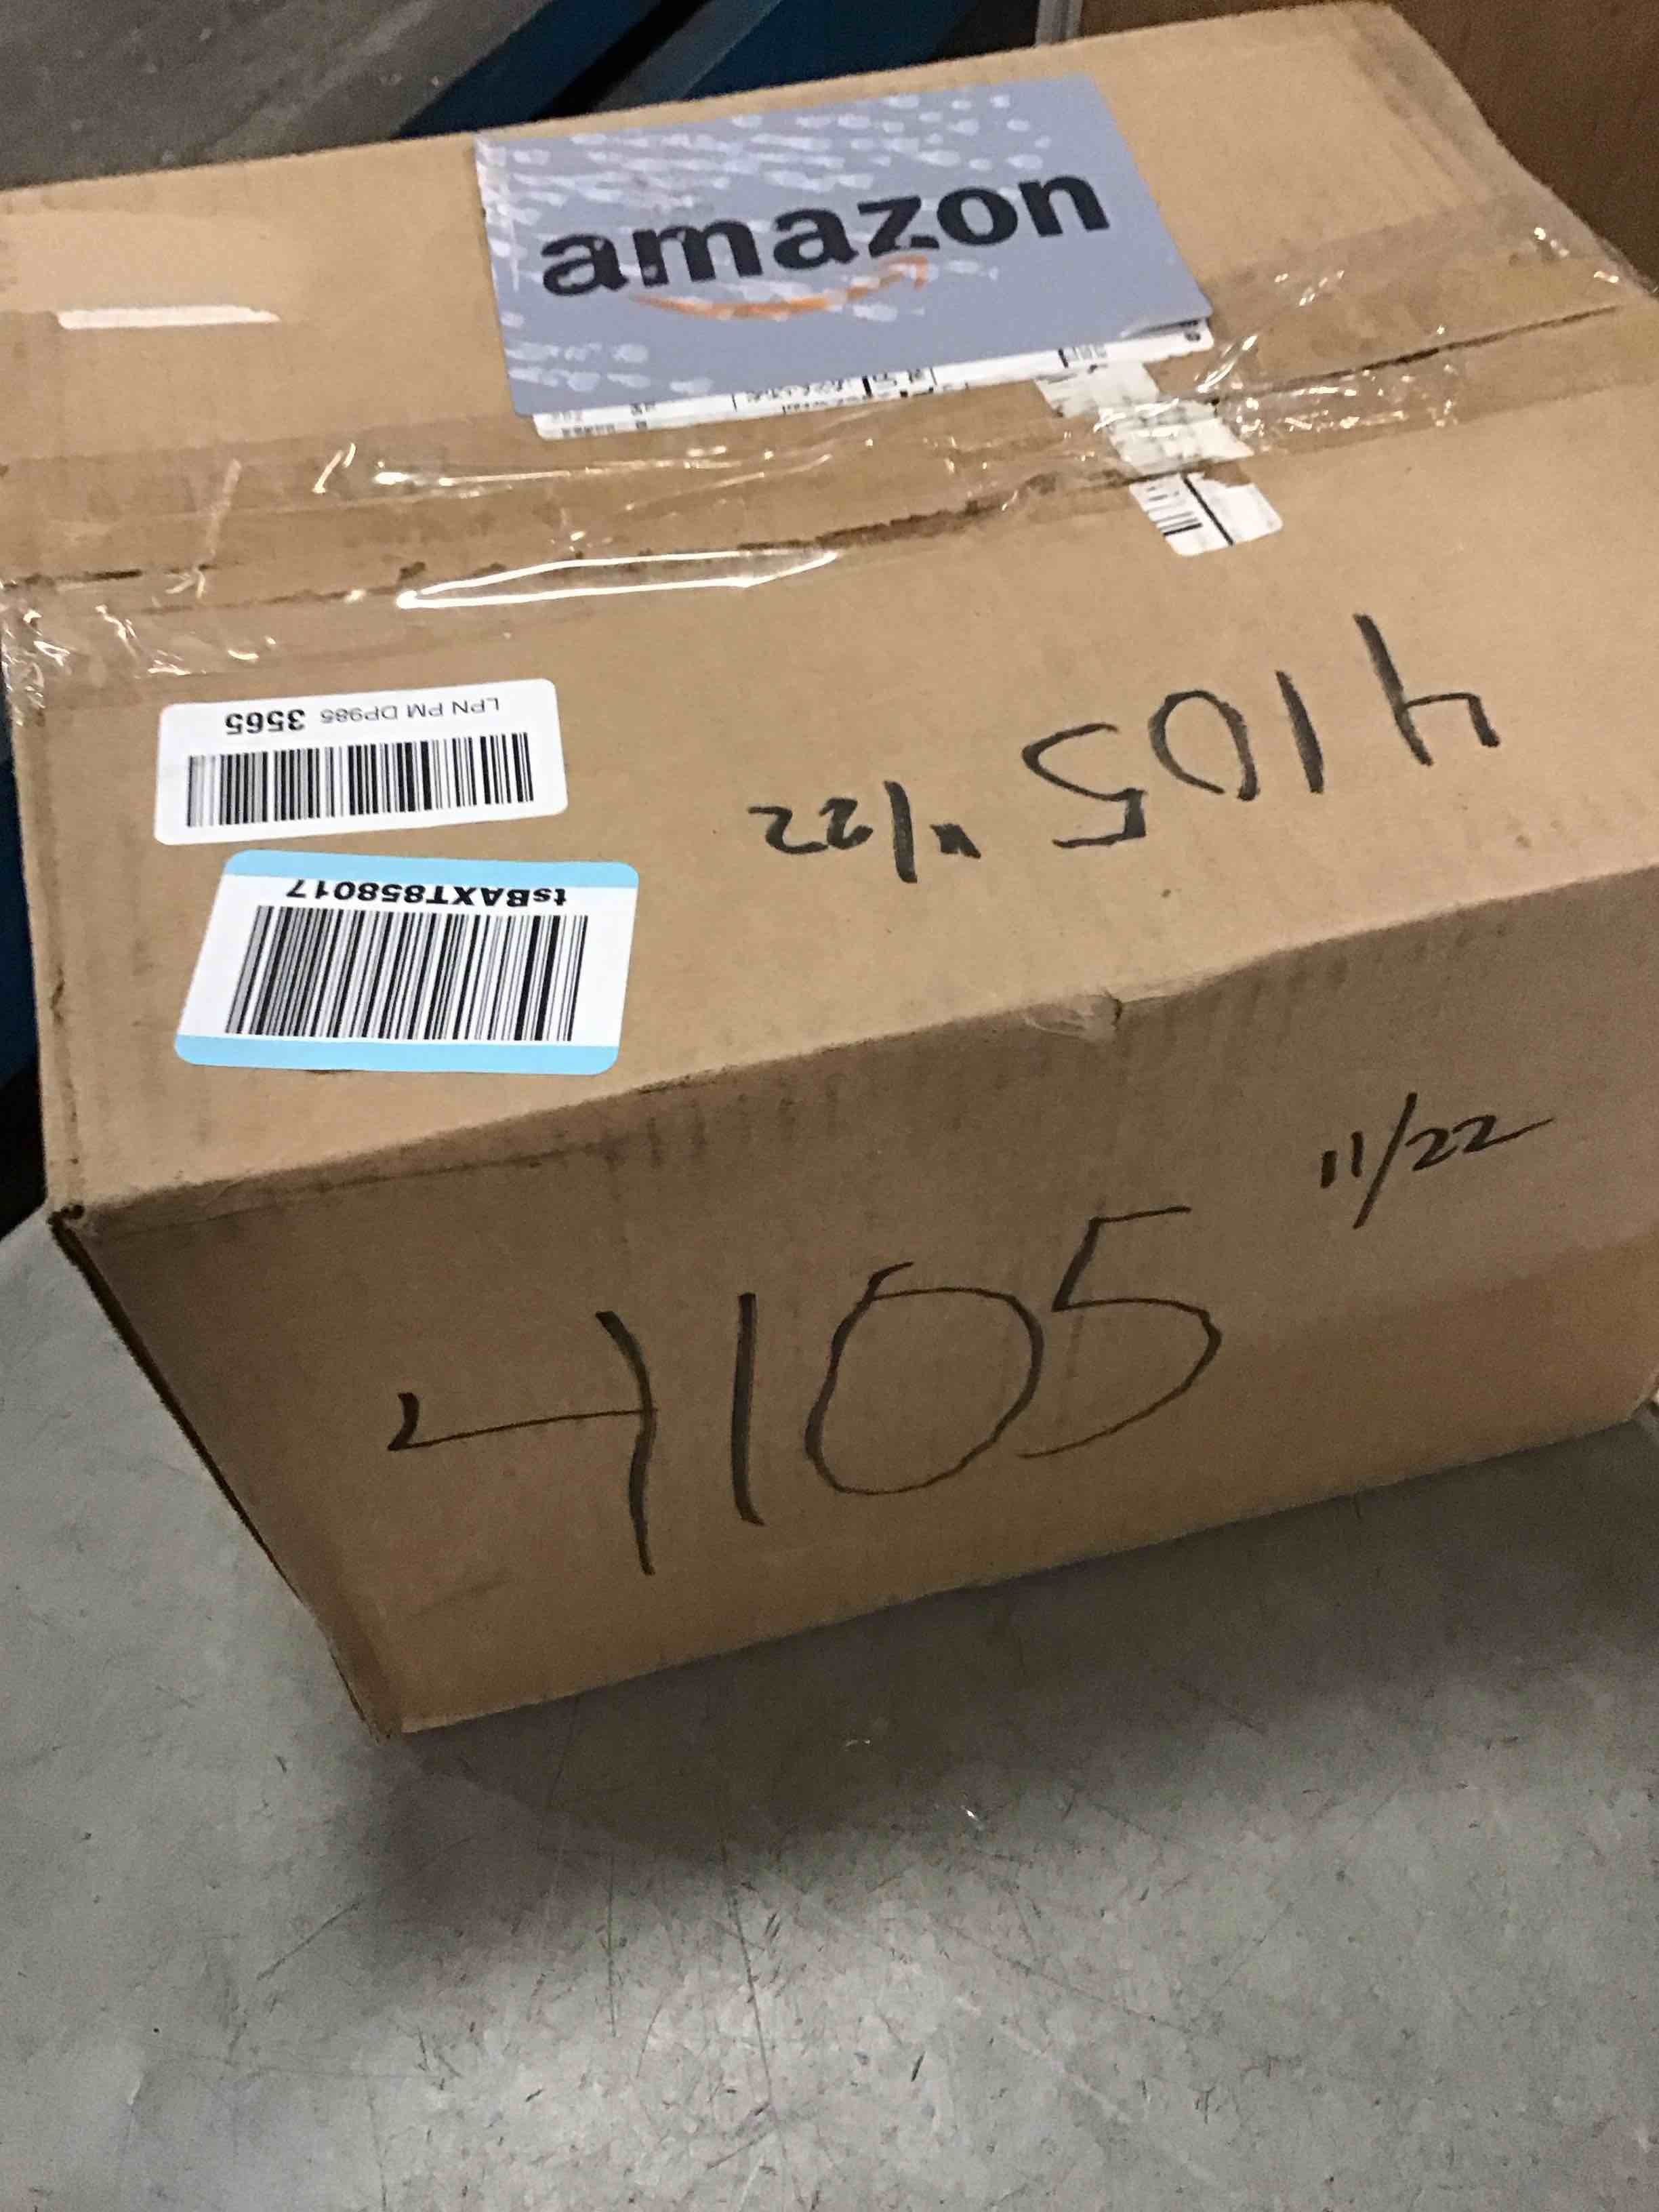 amazon
LPN PM DP985 3565
tsBAXT858017
4105 11/22
4105 11/22